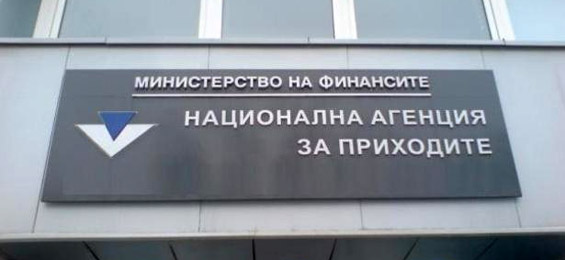 МИНИСТЕРСТВО НА ФИНАНСИТЕ
НАЦИОНАЛНА АГЕНЦИЯ
ЗА ПРИХОДИТЕ